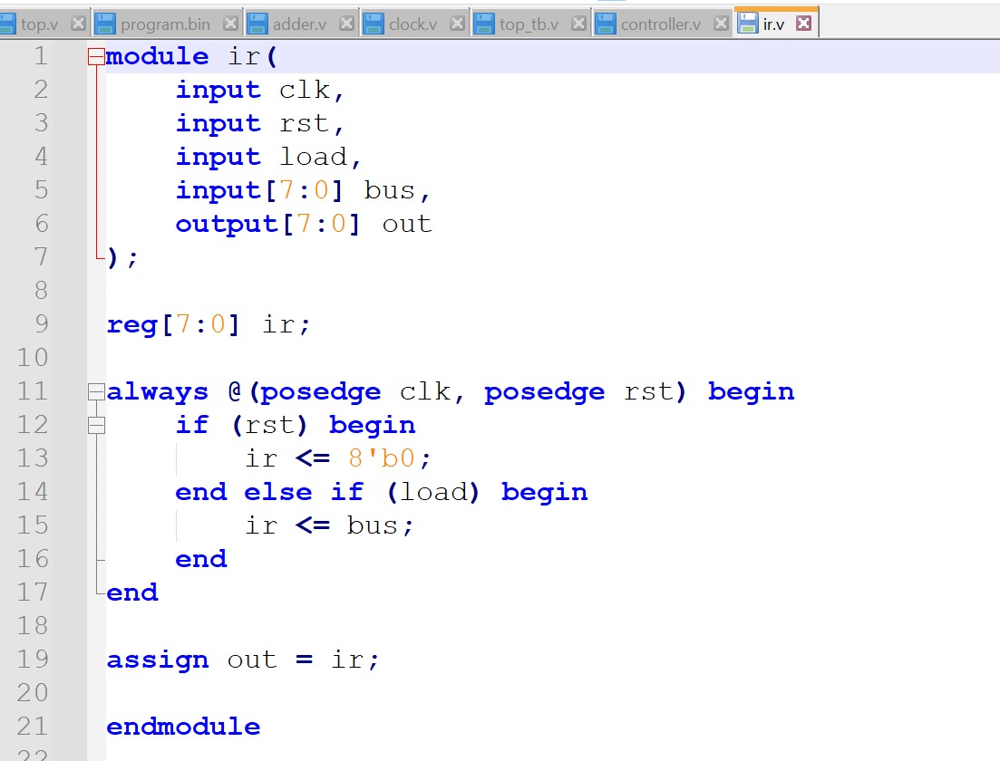 top.v program.bin adder.v clock.v top_tb.v controller.v ir.v
1 module ir(
2     input clk,
3     input rst,
4     input load,
5     input[7:0] bus,
6     output[7:0] out
7 );
8
9 reg[7:0] ir;
10
11 always @(posedge clk, posedge rst) begin
12     if (rst) begin
13         ir <= 8'b0;
14     end else if (load) begin
15         ir <= bus;
16     end
17 end
18
19 assign out = ir;
20
21 endmodule
22